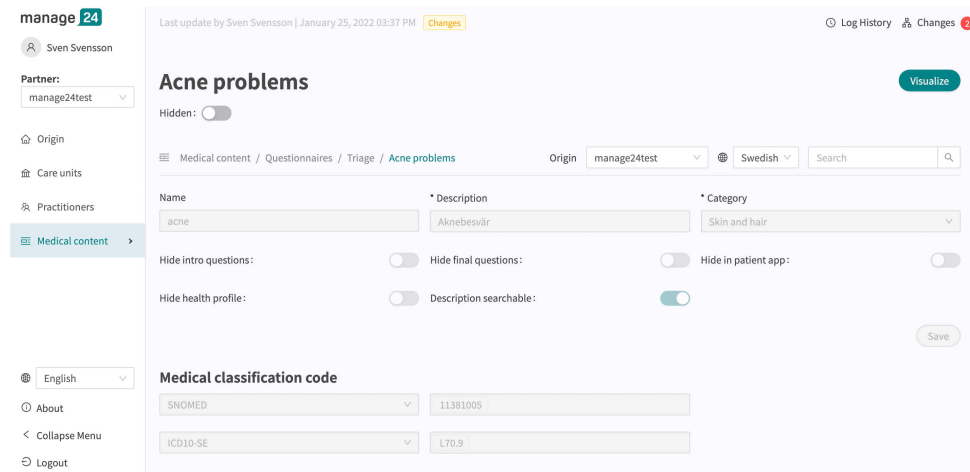 manage 24
Sven Svensson
Partner:
manage24test
Origin
Care units
Practitioners
Medical content
English
About
Collapse Menu
Logout
Last update by Sven Svensson | January 25, 2022 03:37 PM Changes
Log History Changes 2
Acne problems
Visualize
Hidden:
Medical content / Questionnaires / Triage / Acne problems
Origin manage24test Swedish Search
Name * Description * Category
acne Aknebesvär Skin and hair
Hide intro questions: Hide final questions: Hide in patient app:
Hide health profile: Description searchable:
Save
Medical classification code
SNOMED 11381005
ICD10-SE L70.9